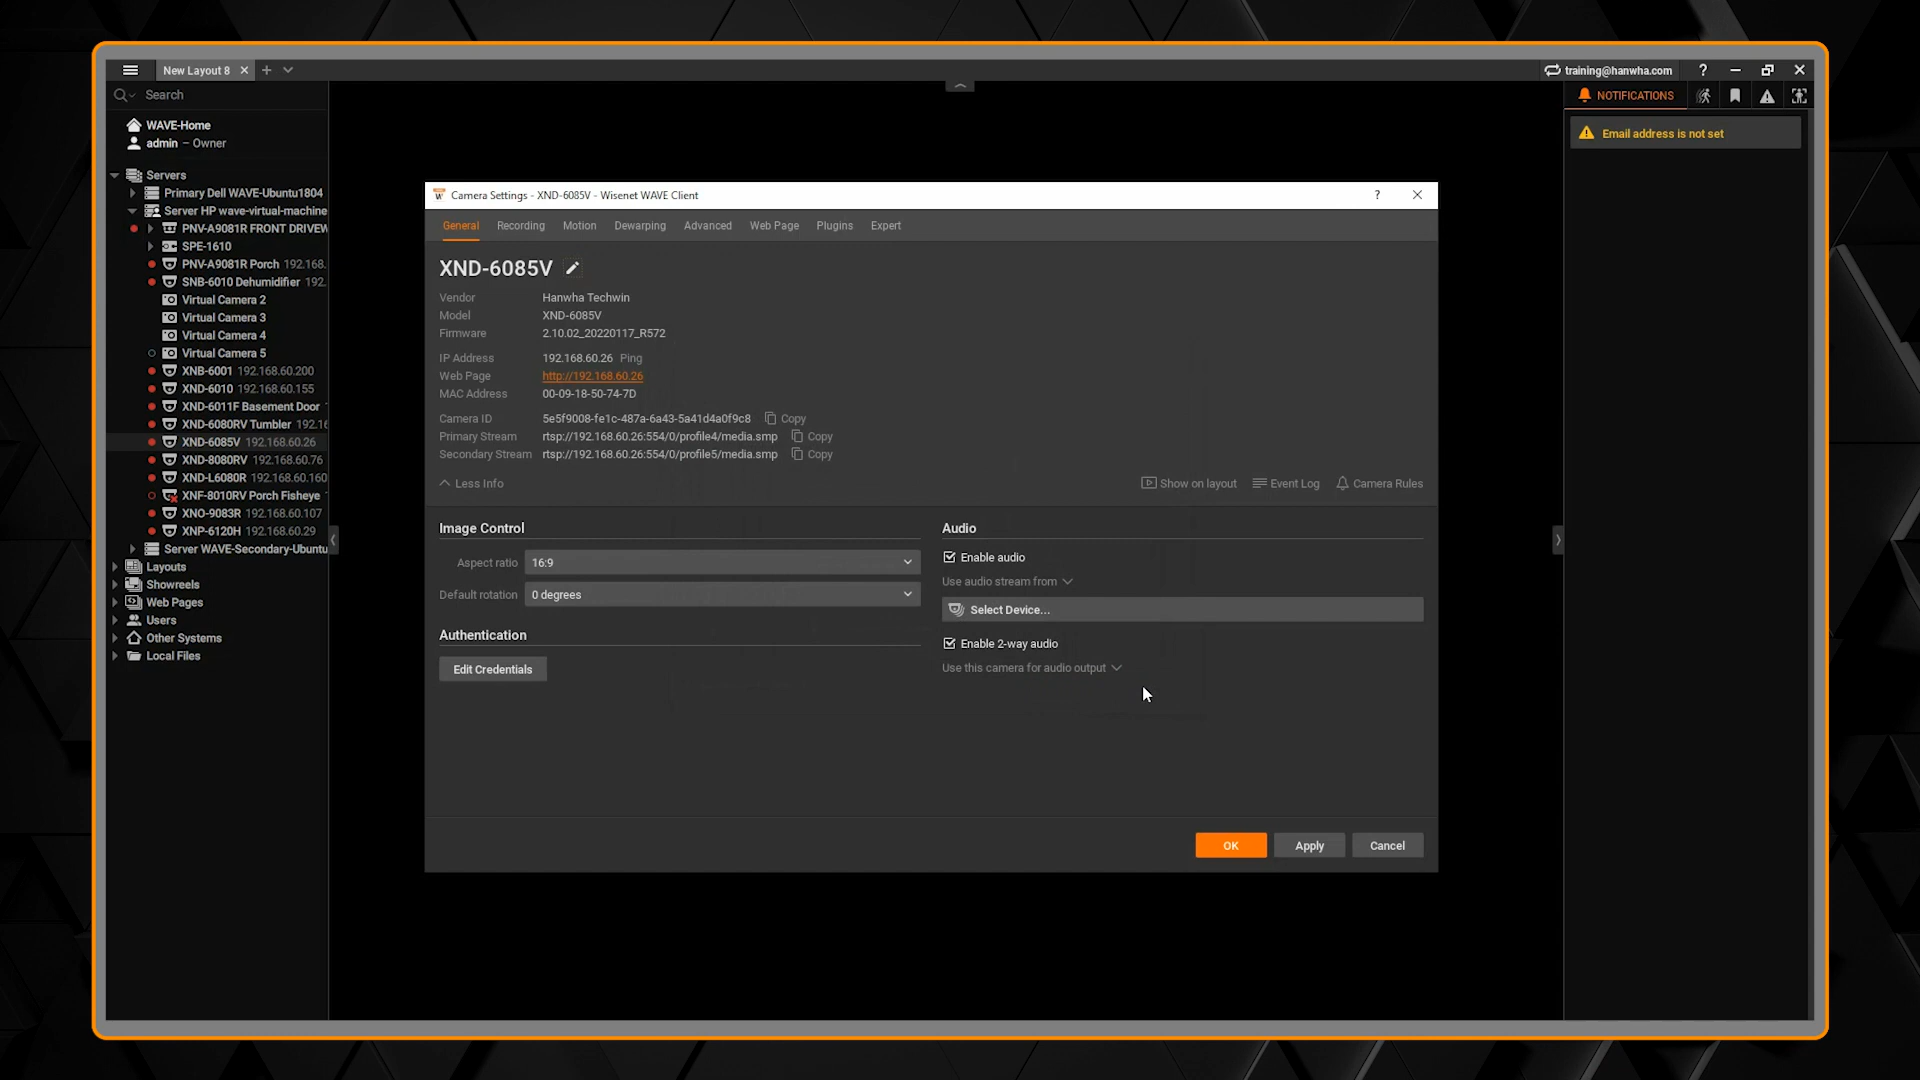 New Layout 8
training@hanwha.com
?
Search
NOTIFICATIONS
WAVE-Home
admin – Owner
Email address is not set
Servers
Primary Dell WAVE-Ubuntu1804
Server HP wave-virtual-machine
PNV-A9081R FRONT DRIVEW
SPE-1610
PNV-A9081R Porch 192.168.
SNB-6010 Dehumidifier 192.
Virtual Camera 2
Virtual Camera 3
Virtual Camera 4
Virtual Camera 5
XNB-6001 192.168.60.200
XND-6010 192.168.60.155
XND-6011F Basement Door
XND-6080RV Tumbler 192.16
XND-6085V 192.168.60.26
XND-8080RV 192.168.60.76
XND-L6080R 192.168.60.160
XNF-8010RV Porch Fisheye
XNO-9083R 192.168.60.107
XNP-6120H 192.168.60.29
Server WAVE-Secondary-Ubuntu
Layouts
Showreels
Web Pages
Users
Other Systems
Local Files
Camera Settings - XND-6085V - Wisenet WAVE Client
?
General Recording Motion Dewarping Advanced Web Page Plugins Expert
XND-6085V
Vendor Hanwha Techwin
Model XND-6085V
Firmware 2.10.02_20220117_R572
IP Address 192.168.60.26 Ping
Web Page http://192.168.60.26
MAC Address 00-09-18-50-74-7D
Camera ID 5e5f9008-fe1c-487a-6a43-5a41d4a0f9c8 Copy
Primary Stream rtsp://192.168.60.26:554/0/profile4/media.smp Copy
Secondary Stream rtsp://192.168.60.26:554/0/profile5/media.smp Copy
Less Info
Show on layout Event Log Camera Rules
Image Control
Aspect ratio 16:9
Default rotation 0 degrees
Authentication
Edit Credentials
Audio
Enable audio
Use audio stream from
Select Device...
Enable 2-way audio
Use this camera for audio output
OK Apply Cancel